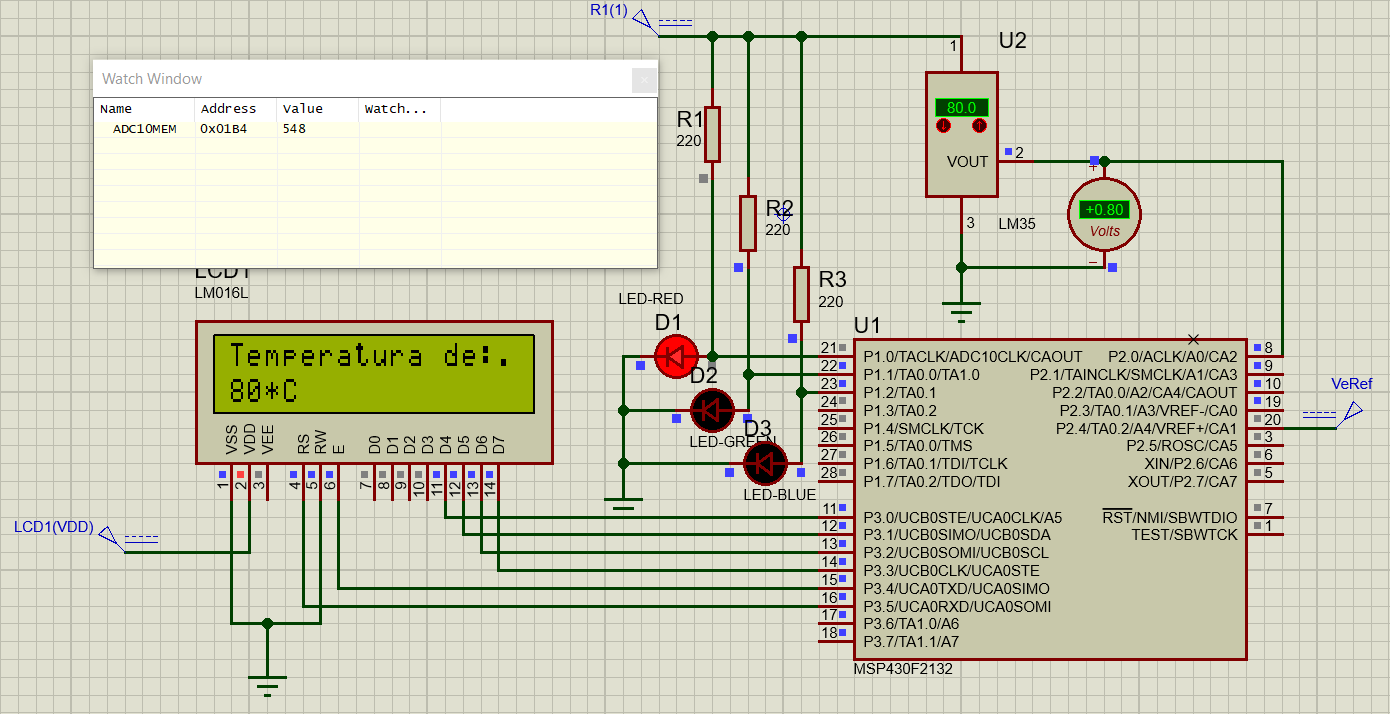 R1(1)
U2
1
Watch Window
Name Address Value Watch...
ADC10MEM 0x01B4 548
80.0
VOUT
2
3
LM35
+
+0.80
Volts
−
R1
220
R2
220
R3
220
LCD1
LM016L
Temperatura de:.
80*C
VSS VDD VEE RS RW E D0 D1 D2 D3 D4 D5 D6 D7
1 2 3 4 5 6 7 8 9 10 11 12 13 14
LCD1(VDD)
LED-RED
D1
D2
LED-GREEN
D3
LED-BLUE
U1
21 P1.0/TACLK/ADC10CLK/CAOUT P2.0/ACLK/A0/CA2 8
22 P1.1/TA0.0/TA1.0 P2.1/TAINCLK/SMCLK/A1/CA3 9
23 P1.2/TA0.1 P2.2/TA0.0/A2/CA4/CAOUT 10
24 P1.3/TA0.2 P2.3/TA0.1/A3/VREF-/CA0 19
25 P1.4/SMCLK/TCK P2.4/TA0.2/A4/VREF+/CA1 20
26 P1.5/TA0.0/TMS P2.5/ROSC/CA5 3
27 P1.6/TA0.1/TDI/TCLK XIN/P2.6/CA6 6
28 P1.7/TA0.2/TDO/TDI XOUT/P2.7/CA7 5
11 P3.0/UCB0STE/UCA0CLK/A5 RST/NMI/SBWTDIO 7
12 P3.1/UCB0SIMO/UCB0SDA TEST/SBWTCK 1
13 P3.2/UCB0SOMI/UCB0SCL
14 P3.3/UCB0CLK/UCA0STE
15 P3.4/UCA0TXD/UCA0SIMO
16 P3.5/UCA0RXD/UCA0SOMI
17 P3.6/TA1.0/A6
18 P3.7/TA1.1/A7
MSP430F2132
VeRef